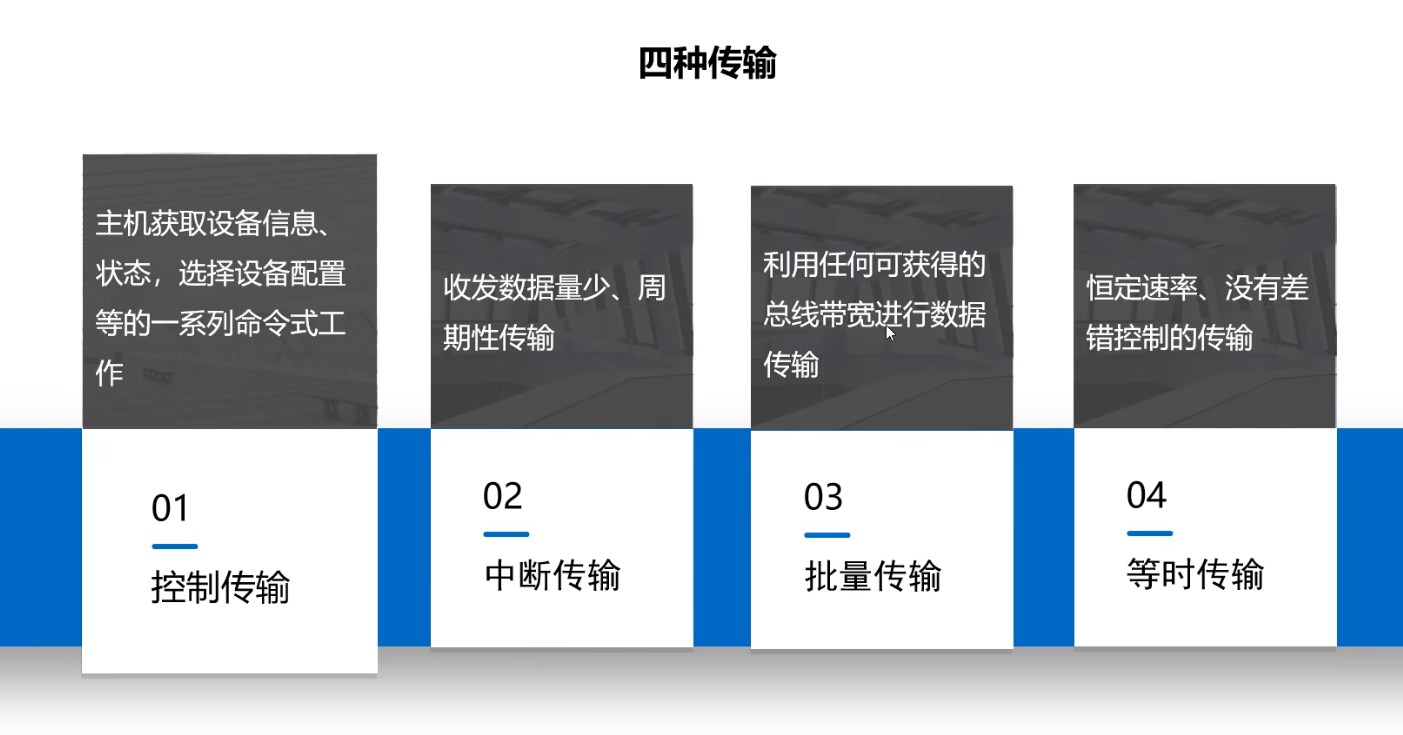 四种传输
主机获取设备信息、
状态，选择设备配置
等的一系列命令式工
作
01
控制传输
收发数据量少、周
期性传输
02
中断传输
利用任何可获得的
总线带宽进行数据
传输
03
批量传输
恒定速率、没有差
错控制的传输
04
等时传输